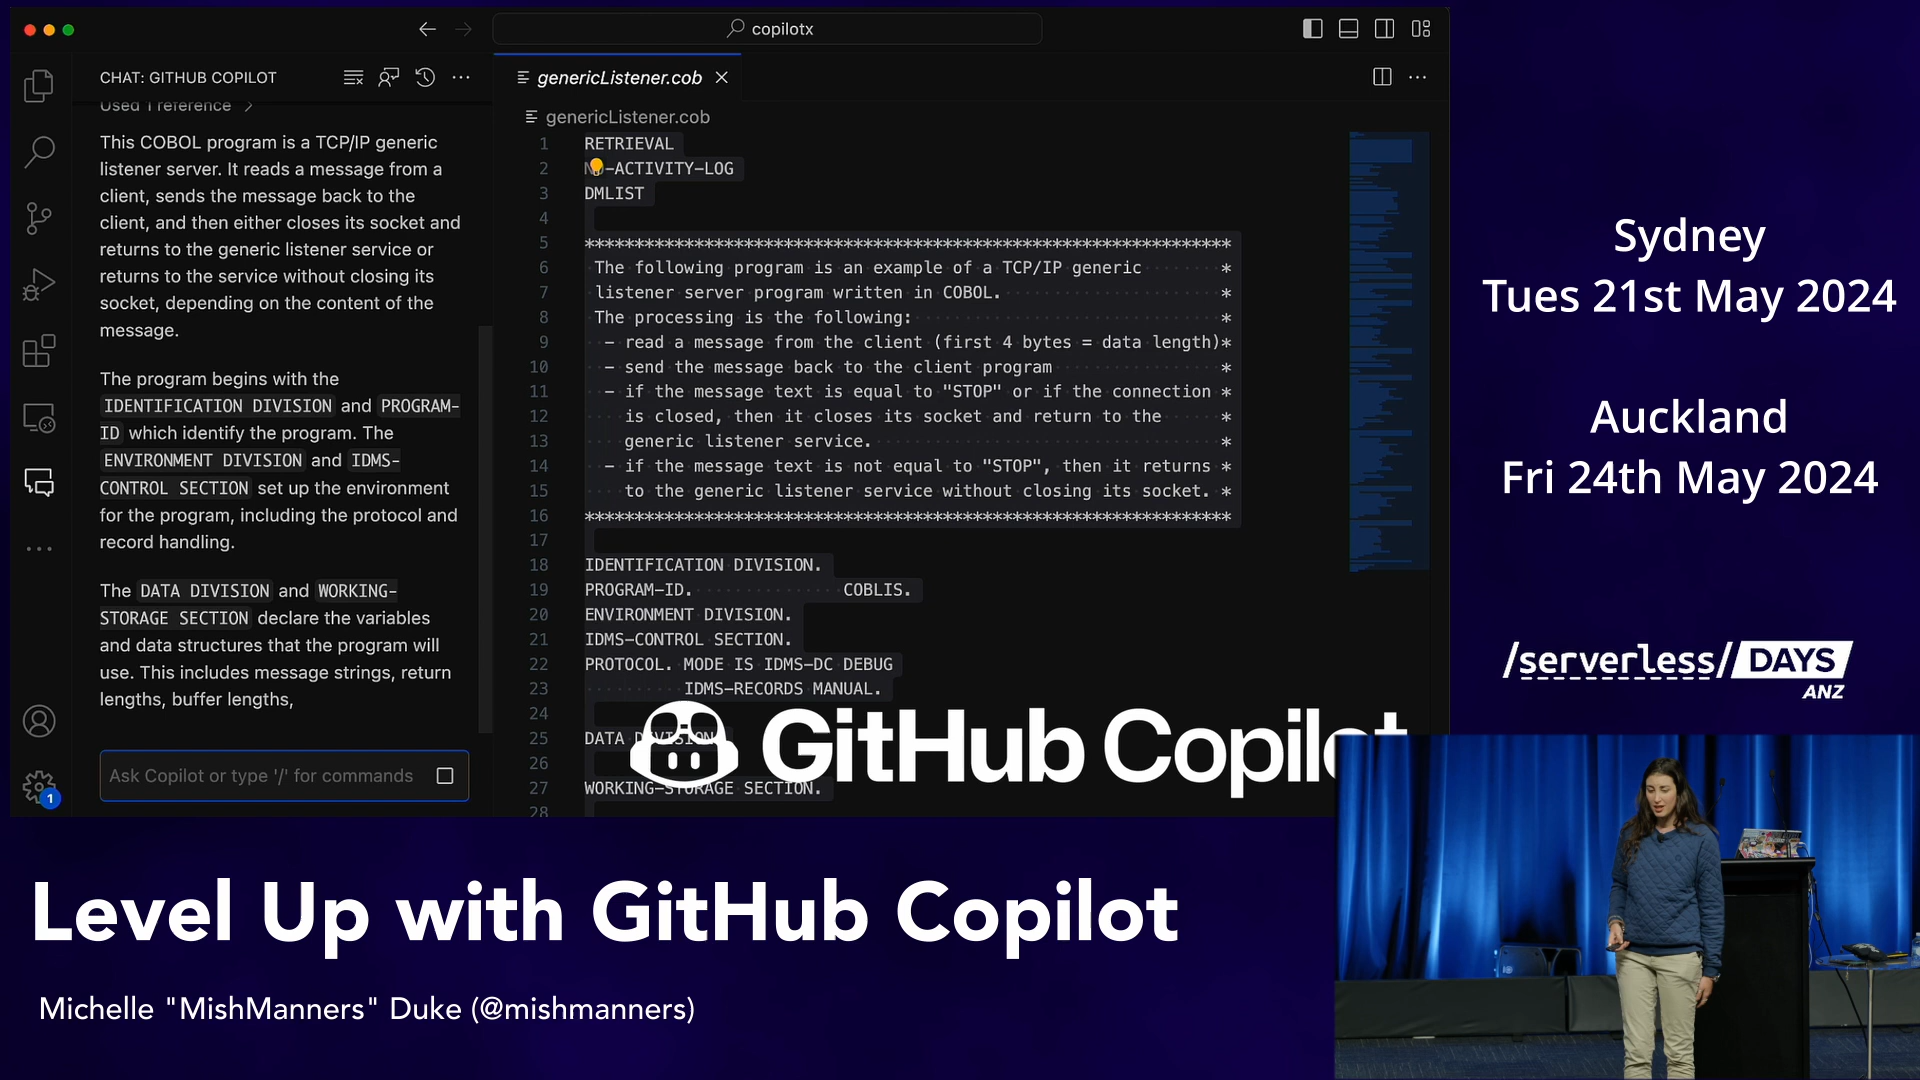 copilotx
CHAT: GITHUB COPILOT
Used 1 reference
This COBOL program is a TCP/IP generic
listener server. It reads a message from a
client, sends the message back to the
client, and then either closes its socket and
returns to the generic listener service or
returns to the service without closing its
socket, depending on the content of the
message.
The program begins with the
IDENTIFICATION DIVISION and PROGRAM-
ID which identify the program. The
ENVIRONMENT DIVISION and IDMS-
CONTROL SECTION set up the environment
for the program, including the protocol and
record handling.
The DATA DIVISION and WORKING-
STORAGE SECTION declare the variables
and data structures that the program will
use. This includes message strings, return
lengths, buffer lengths,
Ask Copilot or type '/' for commands
1
genericListener.cob
genericListener.cob
1 RETRIEVAL
2 NO-ACTIVITY-LOG
3 DMLIST
4
5 *****************************************************************
6 The following program is an example of a TCP/IP generic *
7 listener server program written in COBOL. *
8 The processing is the following: *
9 - read a message from the client (first 4 bytes = data length)*
10 - send the message back to the client program *
11 - if the message text is equal to "STOP" or if the connection *
12 is closed, then it closes its socket and return to the *
13 generic listener service. *
14 - if the message text is not equal to "STOP", then it returns *
15 to the generic listener service without closing its socket. *
16 *****************************************************************
17
18 IDENTIFICATION DIVISION.
19 PROGRAM-ID. COBLIS.
20 ENVIRONMENT DIVISION.
21 IDMS-CONTROL SECTION.
22 PROTOCOL. MODE IS IDMS-DC DEBUG
23 IDMS-RECORDS MANUAL.
24
25 DATA DIVISION.
26
27 WORKING-STORAGE SECTION.
28
GitHub Copilot
Sydney
Tues 21st May 2024
Auckland
Fri 24th May 2024
/serverless/DAYS
ANZ
Level Up with GitHub Copilot
Michelle "MishManners" Duke (@mishmanners)